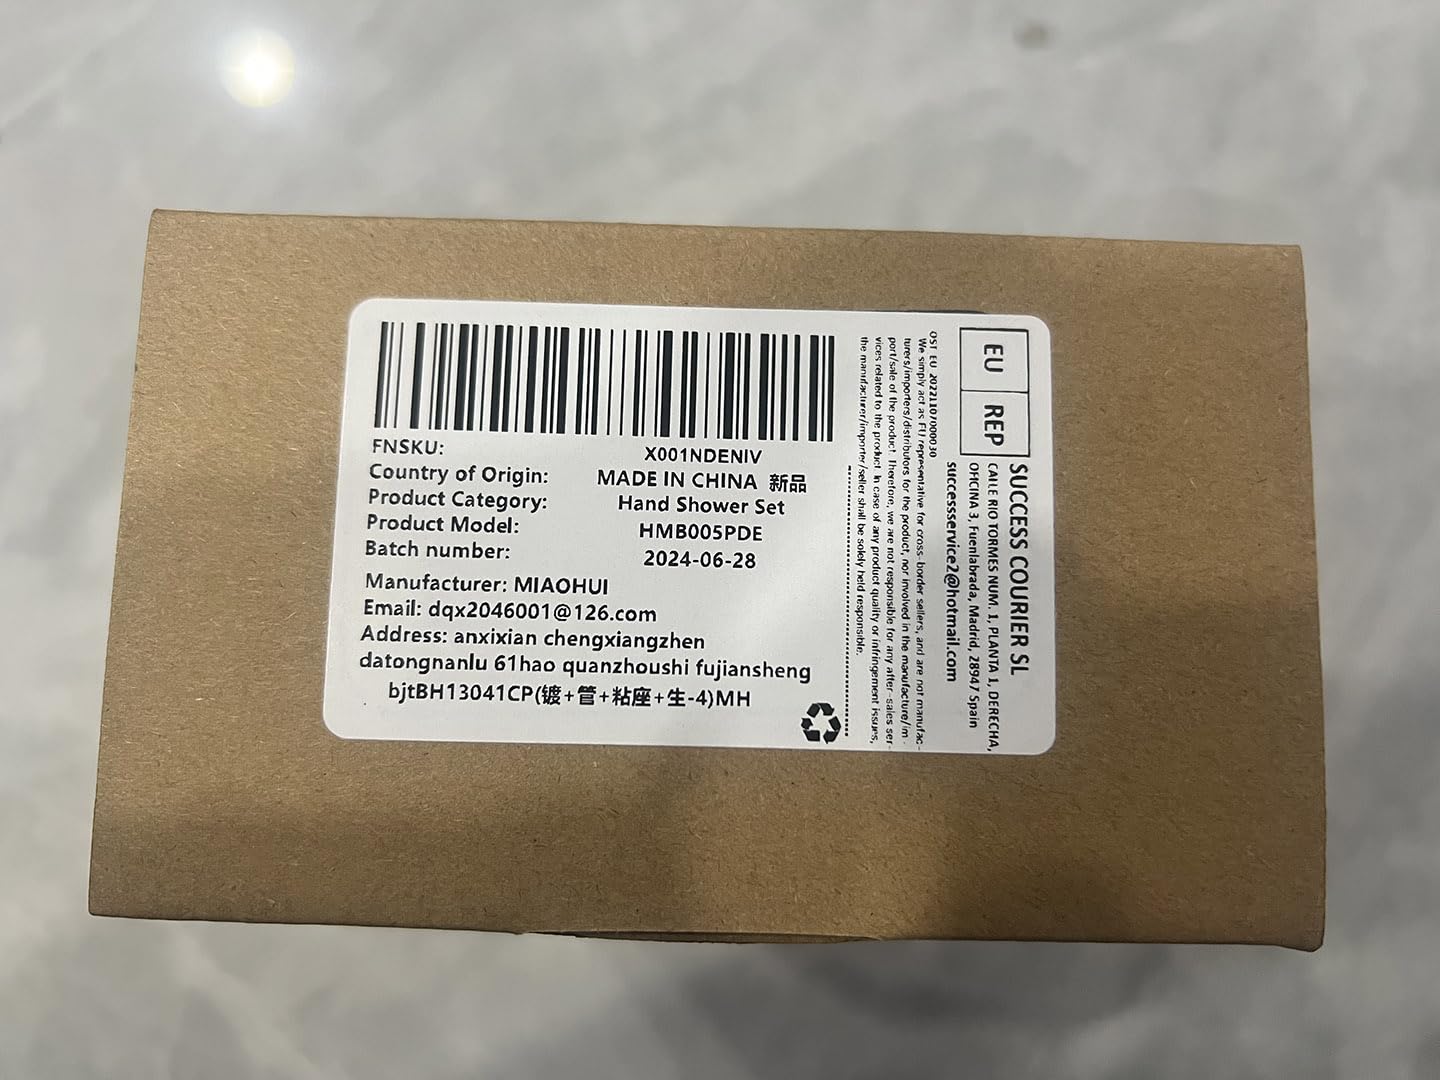 FNSKU: X001NDENIV
Country of Origin: MADE IN CHINA 新品
Product Category: Hand Shower Set
Product Model: HMB005PDE
Batch number: 2024-06-28
Manufacturer: MIAOHUI
Email: dqx2046001@126.com
Address: anxixian chengxiangzhen
datongnanlu 61hao quanzhoushi fujiansheng
bjtBH13041CP(镀+管+粘座+生-4)MH
EU REP
SUCCESS COURIER SL
CALLE RIO TORMES NUM. 1, PLANTA 1, DERECHA,
OFICINA 3, Fuenlabrada, Madrid, 28947 Spain
successservice2@hotmail.com
OST EU 20221107000030
We simply act as EU representative for cross-border sellers, and are not manufac-
turers/importers/distributors for the product, nor involved in the manufacture/im-
port/sale of the product. Therefore, we are not responsible for any after-sales ser-
vices related to the product. In case of any product quality or infringement issues,
the manufacturer/importer/seller shall be solely held responsible.